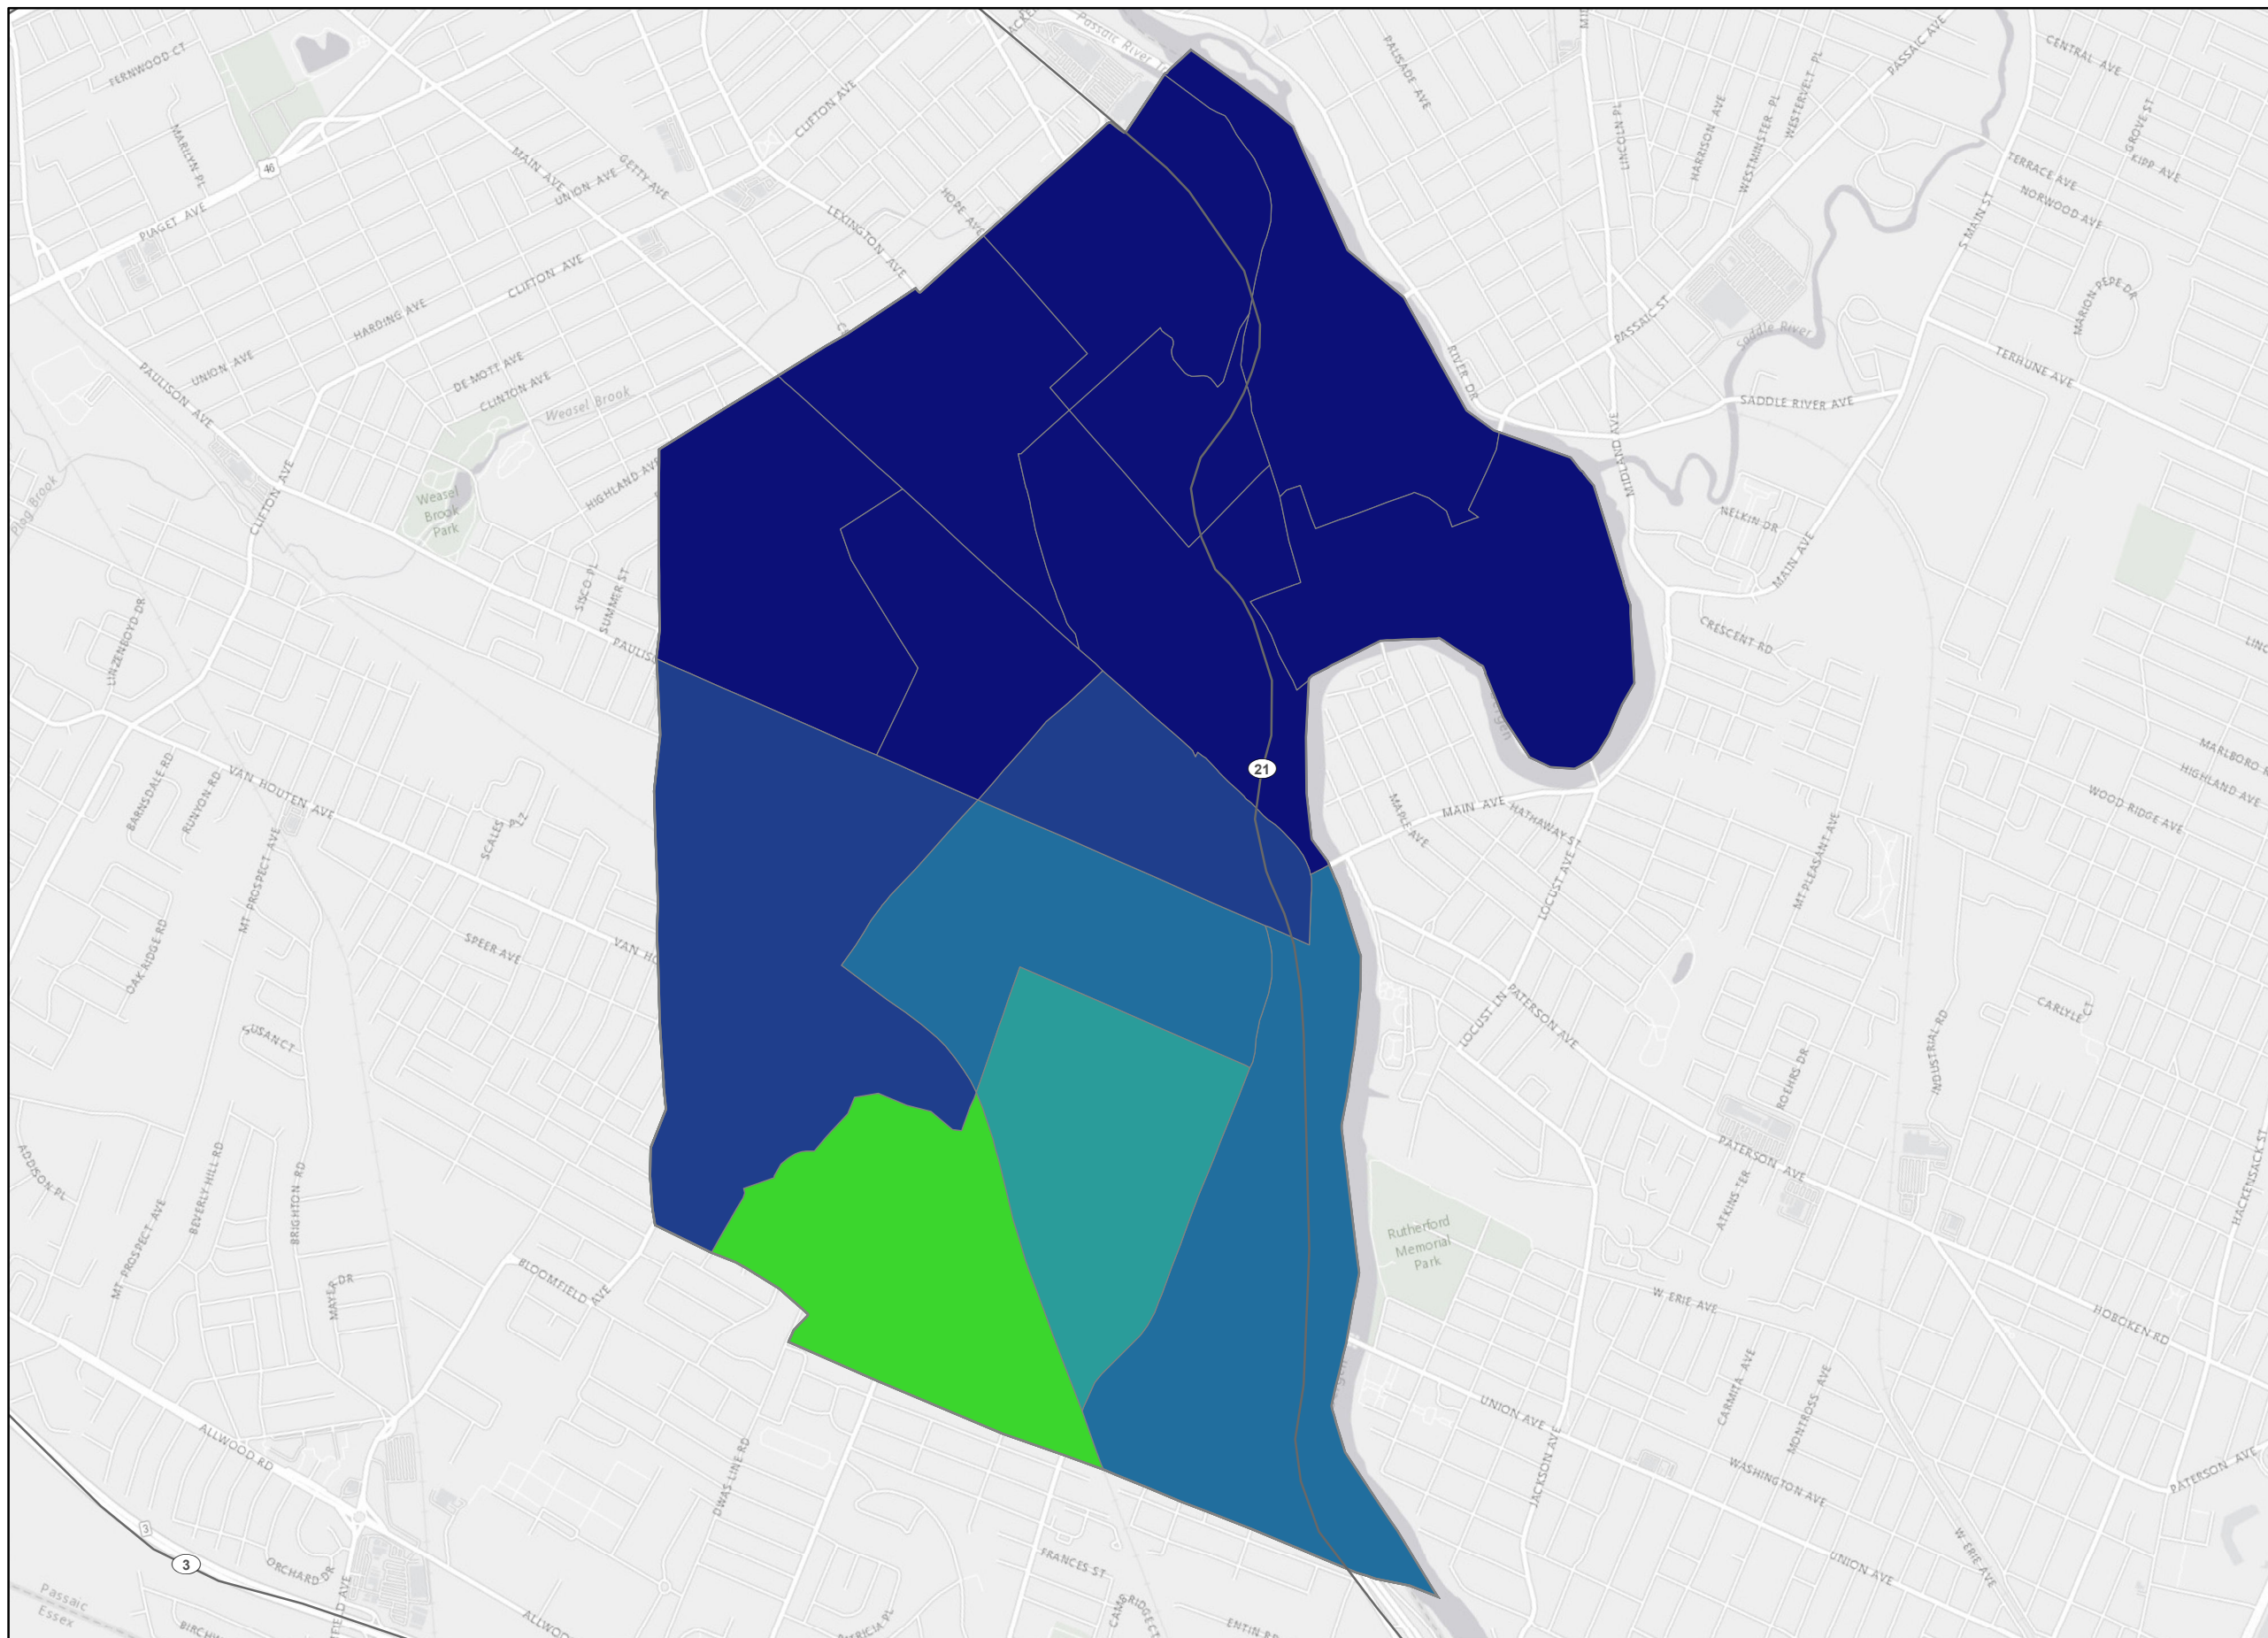 FERNWOOD CT
MARILYN PL
46
PIAGET AVE
MAIN AVE
UNION AVE
GETTY AVE
CLIFTON AVE
LEXINGTON AVE
HOPE AVE
Passaic River
PALISADE AVE
LINCOLN PL
HARRISON AVE
WESTMINSTER PL
WESTERVELT PL
PASSAIC AVE
CENTRAL AVE
GROVE ST
KIPP AVE
TERRACE AVE
NORWOOD AVE
S MAIN ST
MARION PEPE DR
CLIFTON AVE
HARDING AVE
UNION AVE
DE MOTT AVE
CLINTON AVE
PAULISON AVE
Weasel Brook
HIGHLAND AVE
Weasel
Brook
Park
CLIFTON AVE
Plog Brook
RIVER DR
PASSAIC ST
Saddle River
TERHUNE AVE
SADDLE RIVER AVE
MIDLAND AVE
NELKIN DR
MAIN AVE
CRESCENT RD
SISCO PL
SUMMER ST
LINZENBOYD DR
21
MARLBORO
HIGHLAND AVE
WOOD RIDGE AVE
BARNSDALE RD
RUNYON RD
VAN HOUTEN AVE
SCALES PLZ
MT PROSPECT AVE
MAPLE AVE
MAIN AVE
HATHAWAY ST
LOCUST AVE
MT PLEASANT AVE
OAK RIDGE RD
SPEER AVE
SUSAN CT
LOCUST LN
PATERSON AVE
CARLYLE CT
INDUSTRIAL RD
ROEHRS DR
PATERSON AVE
ATKINS TER
HACKENSACK ST
ADDISON PL
BEVERLY HILL RD
BRIGHTON RD
MT PROSPECT AVE
MAYER DR
BLOOMFIELD AVE
Rutherford
Memorial
Park
W ERIE AVE
HOBOKEN RD
UNION AVE
CARMITA AVE
MONTROSS AVE
WASHINGTON AVE
JACKSON AVE
PATERSON AVE
ALLWOOD RD
DWAS LINE RD
3
3
ORCHARD DR
FRANCES ST
W ERIE AVE
UNION AVE
Passaic
Essex